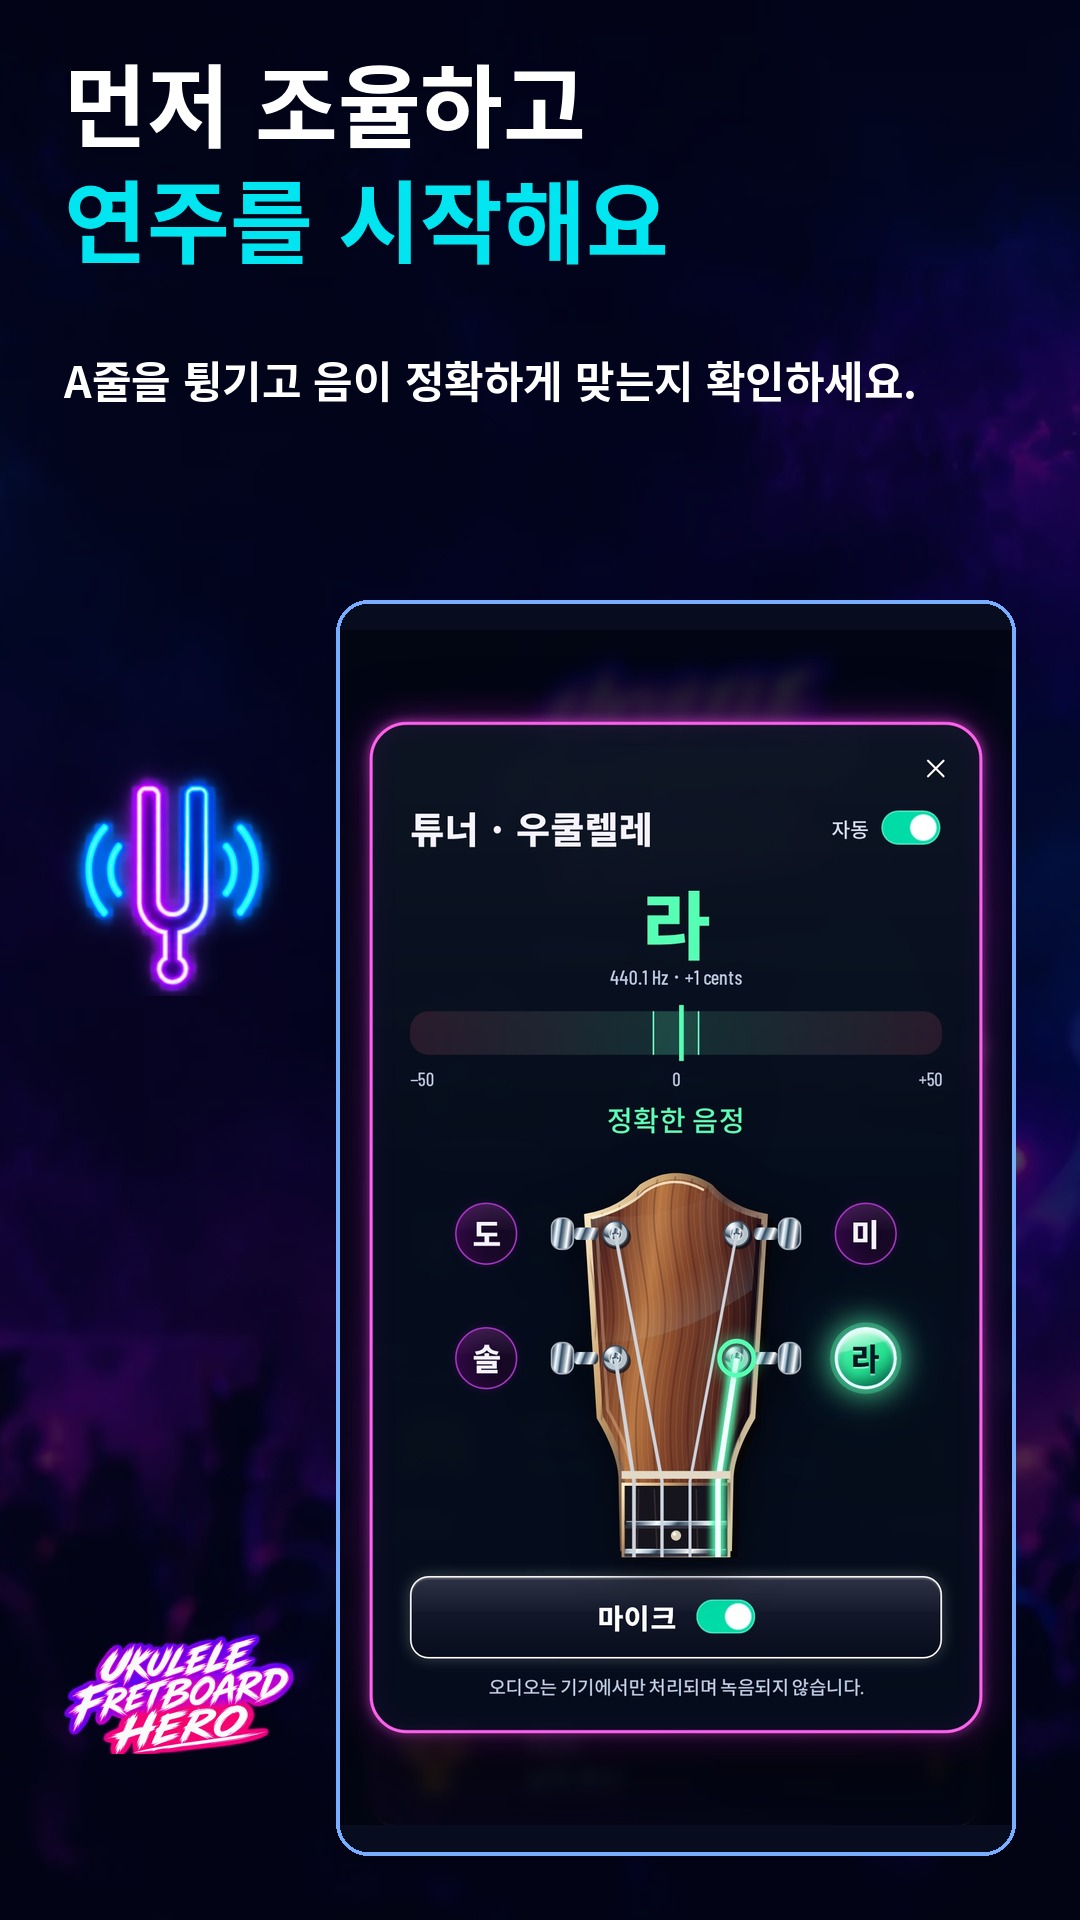 먼저 조율하고
연주를 시작해요
A줄을 튕기고 음이 정확하게 맞는지 확인하세요.
튜너 · 우쿨렐레
자동
라
440.1 Hz · +1 cents
–50 0 +50
정확한 음정
도 미
솔 라
마이크
오디오는 기기에서만 처리되며 녹음되지 않습니다.
UKULELE
FRETBOARD
HERO